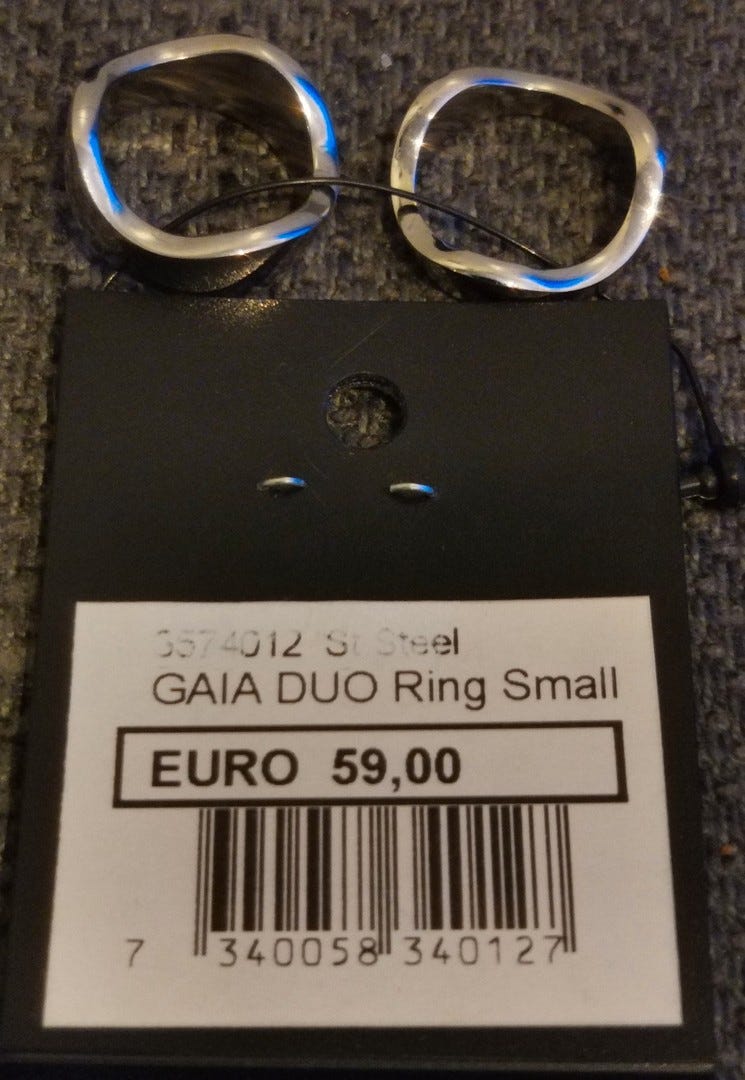 3574012 St Steel
GAIA DUO Ring Small
EURO 59,00
7 340058 340127